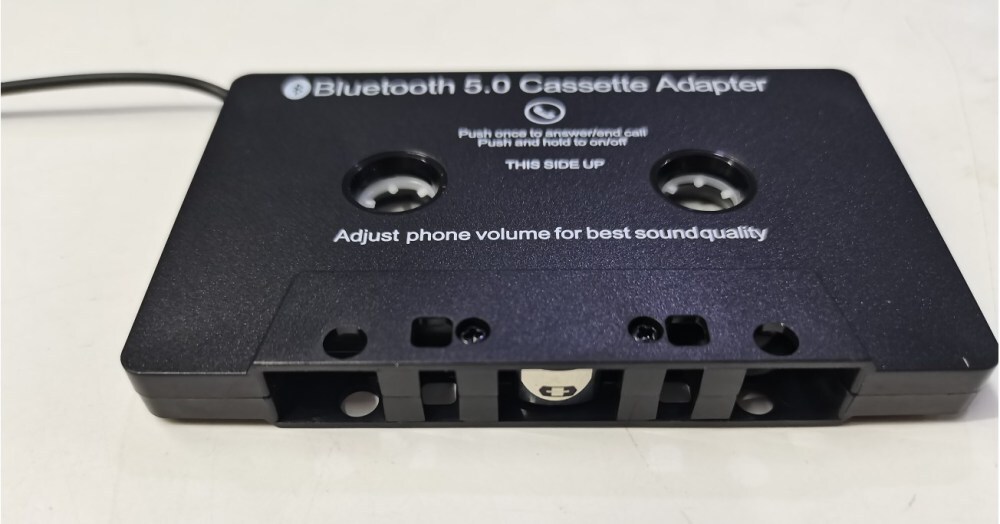 Bluetooth 5.0 Cassette Adapter
Push once to answer/end call
Push and hold to on/off
THIS SIDE UP
Adjust phone volume for best sound quality